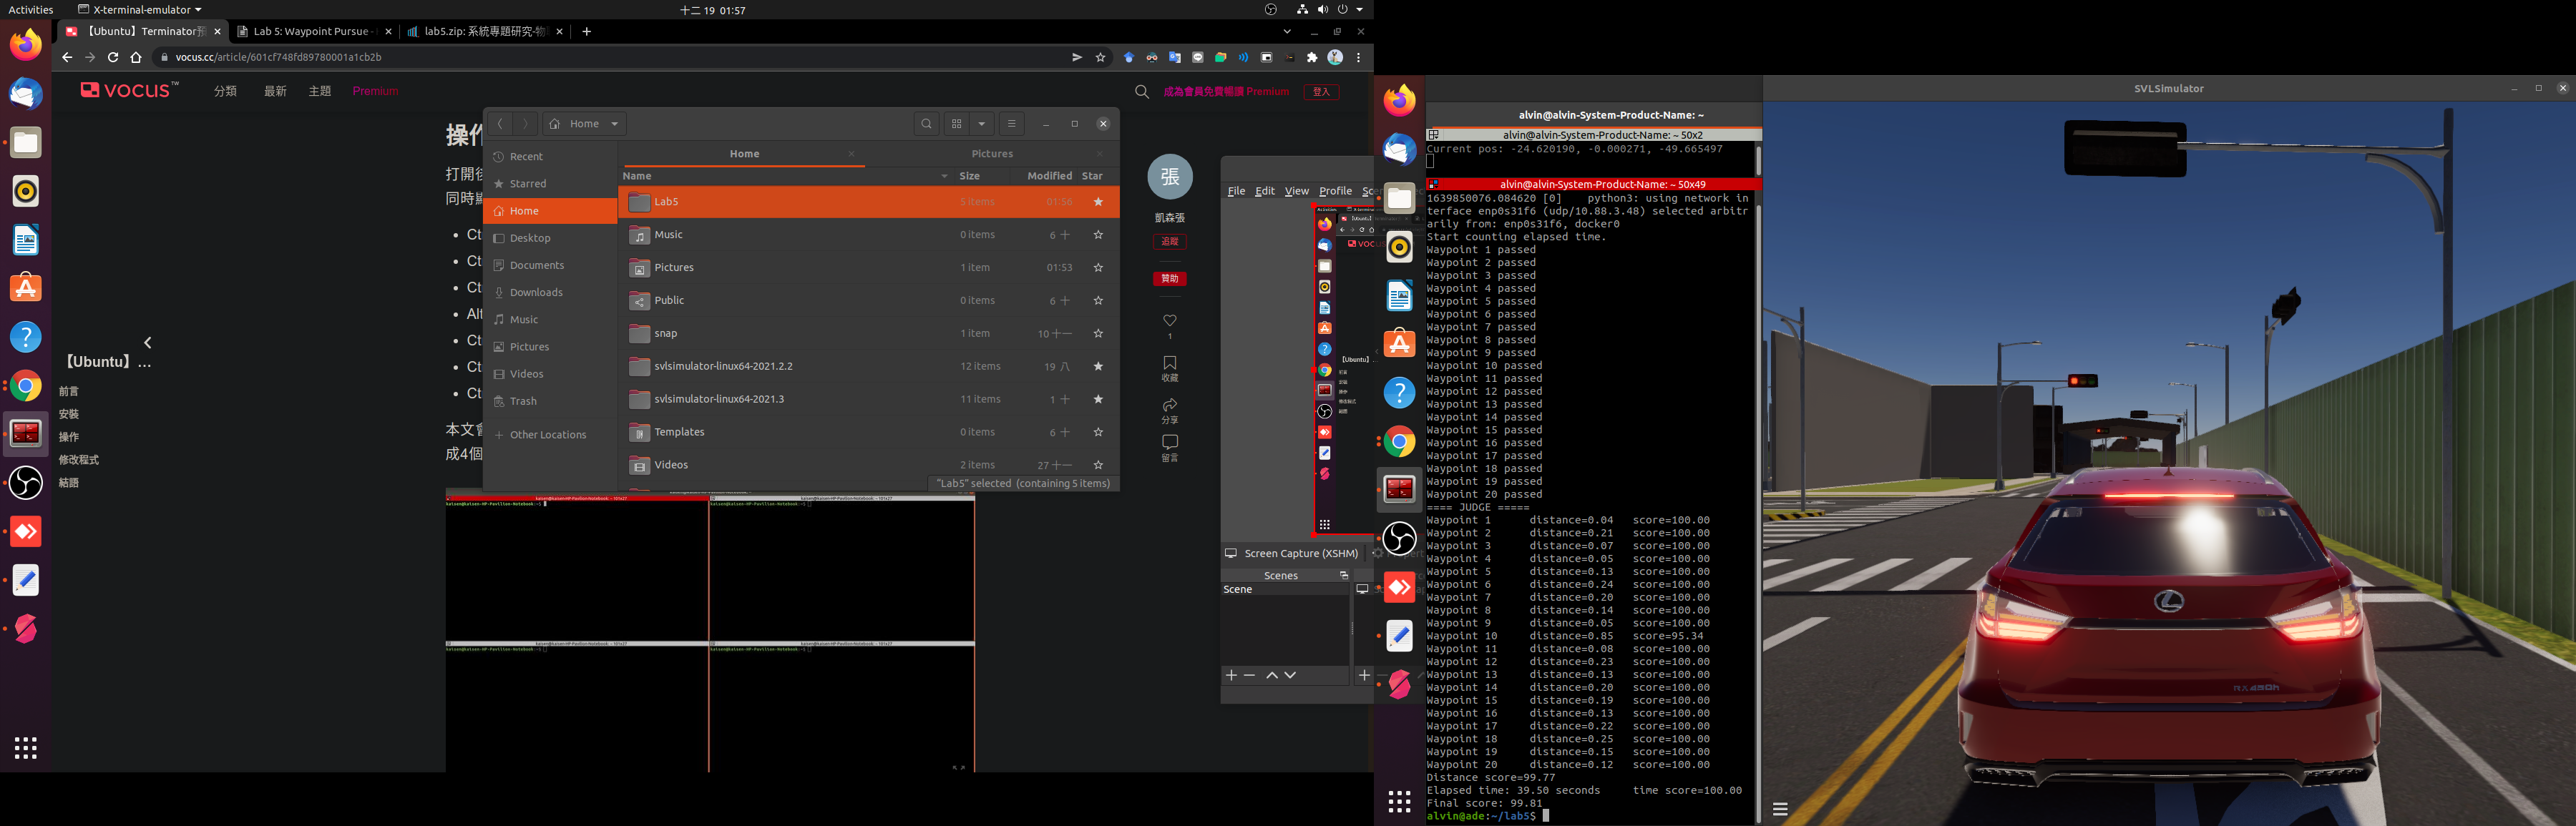 Activities
X-terminal-emulator
十二 19 01:57
【Ubuntu】Terminator預
Lab 5: Waypoint Pursue -
lab5.zip: 系統專題研究-物
vocus.cc/article/601cf748fd89780001a1cb2b
VOCUS™
分類
最新
主題
Premium
成為會員免費暢讀 Premium
登入
操作
打開後
同時顯
Ct
Ct
Ct
Alt
Ct
Ct
Ct
本文會
成4個
【Ubuntu】...
前言
安裝
操作
修改程式
結語
張
凱森張
追蹤
贊助
1
收藏
分享
留言
Home
Home
Pictures
Recent
Starred
Home
Desktop
Documents
Downloads
Music
Pictures
Videos
Trash
Other Locations
Name Size Modified Star
Lab5 5 items 01:56
Music 0 items 6 十
Pictures 1 item 01:53
Public 0 items 6 十
snap 1 item 10 十一
svlsimulator-linux64-2021.2.2 12 items 19 八
svlsimulator-linux64-2021.3 11 items 1 十
Templates 0 items 6 十
Videos 2 items 27 十一
"Lab5" selected (containing 5 items)
File Edit View Profile
Screen Capture (XSHM)
Scenes
Scene
alvin@alvin-System-Product-Name: ~
alvin@alvin-System-Product-Name: ~ 50x2
Current pos: -24.620190, -0.000271, -49.665497
alvin@alvin-System-Product-Name: ~ 50x49
1639850076.084620 [0] python3: using network in
terface enp0s31f6 (udp/10.88.3.48) selected arbitr
arily from: enp0s31f6, docker0
Start counting elapsed time.
Waypoint 1 passed
Waypoint 2 passed
Waypoint 3 passed
Waypoint 4 passed
Waypoint 5 passed
Waypoint 6 passed
Waypoint 7 passed
Waypoint 8 passed
Waypoint 9 passed
Waypoint 10 passed
Waypoint 11 passed
Waypoint 12 passed
Waypoint 13 passed
Waypoint 14 passed
Waypoint 15 passed
Waypoint 16 passed
Waypoint 17 passed
Waypoint 18 passed
Waypoint 19 passed
Waypoint 20 passed
==== JUDGE =====
Waypoint 1 distance=0.04 score=100.00
Waypoint 2 distance=0.21 score=100.00
Waypoint 3 distance=0.07 score=100.00
Waypoint 4 distance=0.05 score=100.00
Waypoint 5 distance=0.13 score=100.00
Waypoint 6 distance=0.24 score=100.00
Waypoint 7 distance=0.20 score=100.00
Waypoint 8 distance=0.14 score=100.00
Waypoint 9 distance=0.05 score=100.00
Waypoint 10 distance=0.85 score=95.34
Waypoint 11 distance=0.08 score=100.00
Waypoint 12 distance=0.23 score=100.00
Waypoint 13 distance=0.13 score=100.00
Waypoint 14 distance=0.20 score=100.00
Waypoint 15 distance=0.19 score=100.00
Waypoint 16 distance=0.13 score=100.00
Waypoint 17 distance=0.22 score=100.00
Waypoint 18 distance=0.25 score=100.00
Waypoint 19 distance=0.15 score=100.00
Waypoint 20 distance=0.12 score=100.00
Distance score=99.77
Elapsed time: 39.50 seconds time score=100.00
Final score: 99.81
alvin@ade:~/lab5$
SVLSimulator
RX450h